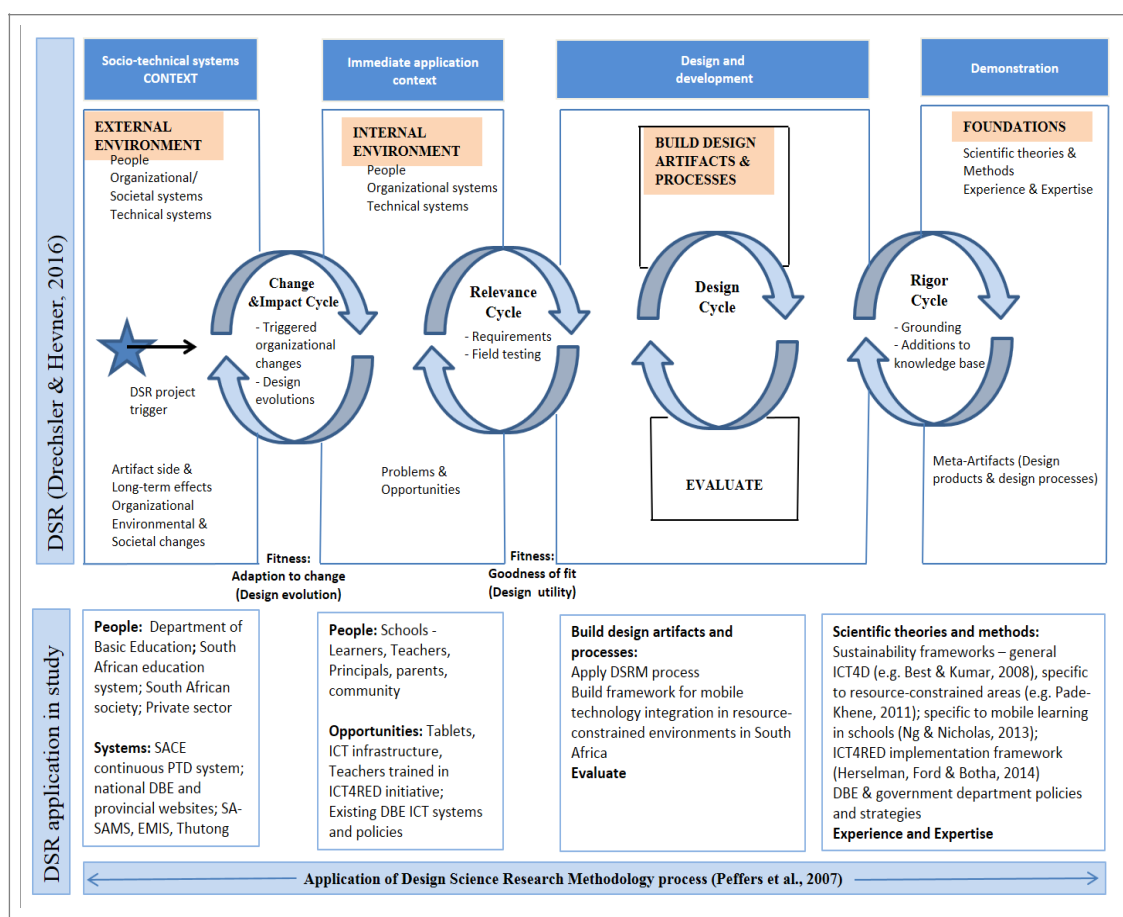 Socio-technical systems
CONTEXT
Immediate application
context
Design and
development
Demonstration
DSR (Drechsler & Hevner, 2016)
EXTERNAL
ENVIRONMENT
People
Organizational/
Societal systems
Technical systems
INTERNAL
ENVIRONMENT
People
Organizational systems
Technical systems
BUILD DESIGN
ARTIFACTS &
PROCESSES
FOUNDATIONS
Scientific theories &
Methods
Experience & Expertise
Change
&Impact Cycle
- Triggered
organizational
changes
- Design
evolutions
Relevance
Cycle
- Requirements
- Field testing
Design
Cycle
Rigor
Cycle
- Grounding
- Additions to
knowledge base
DSR project
trigger
Artifact side &
Long-term effects
Organizational
Environmental &
Societal changes
Problems &
Opportunities
EVALUATE
Meta-Artifacts (Design
products & design processes)
Fitness:
Adaption to change
(Design evolution)
Fitness:
Goodness of fit
(Design utility)
DSR application in study
People: Department of
Basic Education; South
African education
system; South African
society; Private sector
Systems: SACE
continuous PTD system;
national DBE and
provincial websites; SA-
SAMS, EMIS, Thutong
People: Schools -
Learners, Teachers,
Principals, parents,
community
Opportunities: Tablets,
ICT infrastructure,
Teachers trained in
ICT4RED initiative;
Existing DBE ICT systems
and policies
Build design artifacts and
processes:
Apply DSRM process
Build framework for mobile
technology integration in resource-
constrained environments in South
Africa
Evaluate
Scientific theories and methods:
Sustainability frameworks – general
ICT4D (e.g. Best & Kumar, 2008), specific
to resource-constrained areas (e.g. Pade-
Khene, 2011); specific to mobile learning
in schools (Ng & Nicholas, 2013);
ICT4RED implementation framework
(Herselman, Ford & Botha, 2014)
DBE & government department policies
and strategies
Experience and Expertise
Application of Design Science Research Methodology process (Peffers et al., 2007)